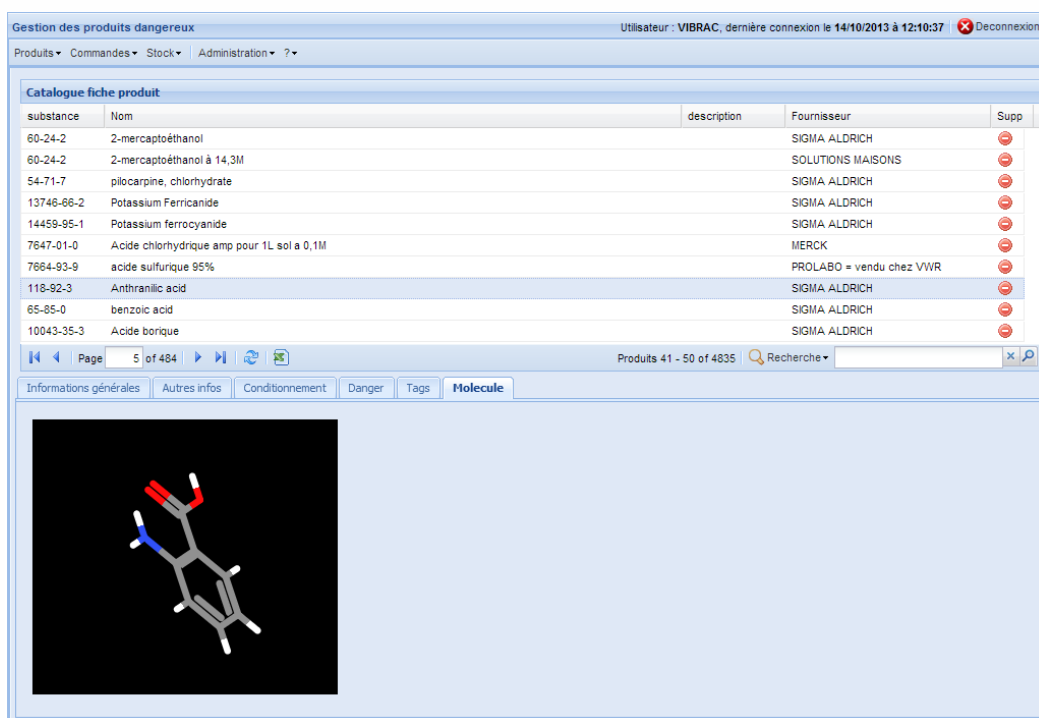 Gestion des produits dangereux Utilisateur : VIBRAC, dernière connexion le 14/10/2013 à 12:10:37 Deconnexion
Produits Commandes Stock Administration ?
Catalogue fiche produit
substance Nom description Fournisseur Supp
60-24-2 2-mercaptoéthanol SIGMA ALDRICH
60-24-2 2-mercaptoéthanol à 14,3M SOLUTIONS MAISONS
54-71-7 pilocarpine, chlorhydrate SIGMA ALDRICH
13746-66-2 Potassium Ferricanide SIGMA ALDRICH
14459-95-1 Potassium ferrocyanide SIGMA ALDRICH
7647-01-0 Acide chlorhydrique amp pour 1L sol a 0,1M MERCK
7664-93-9 acide sulfurique 95% PROLABO = vendu chez VWR
118-92-3 Anthranilic acid SIGMA ALDRICH
65-85-0 benzoic acid SIGMA ALDRICH
10043-35-3 Acide borique SIGMA ALDRICH
Page 5 of 484 Produits 41 - 50 of 4835 Recherche
Informations générales Autres infos Conditionnement Danger Tags Molecule